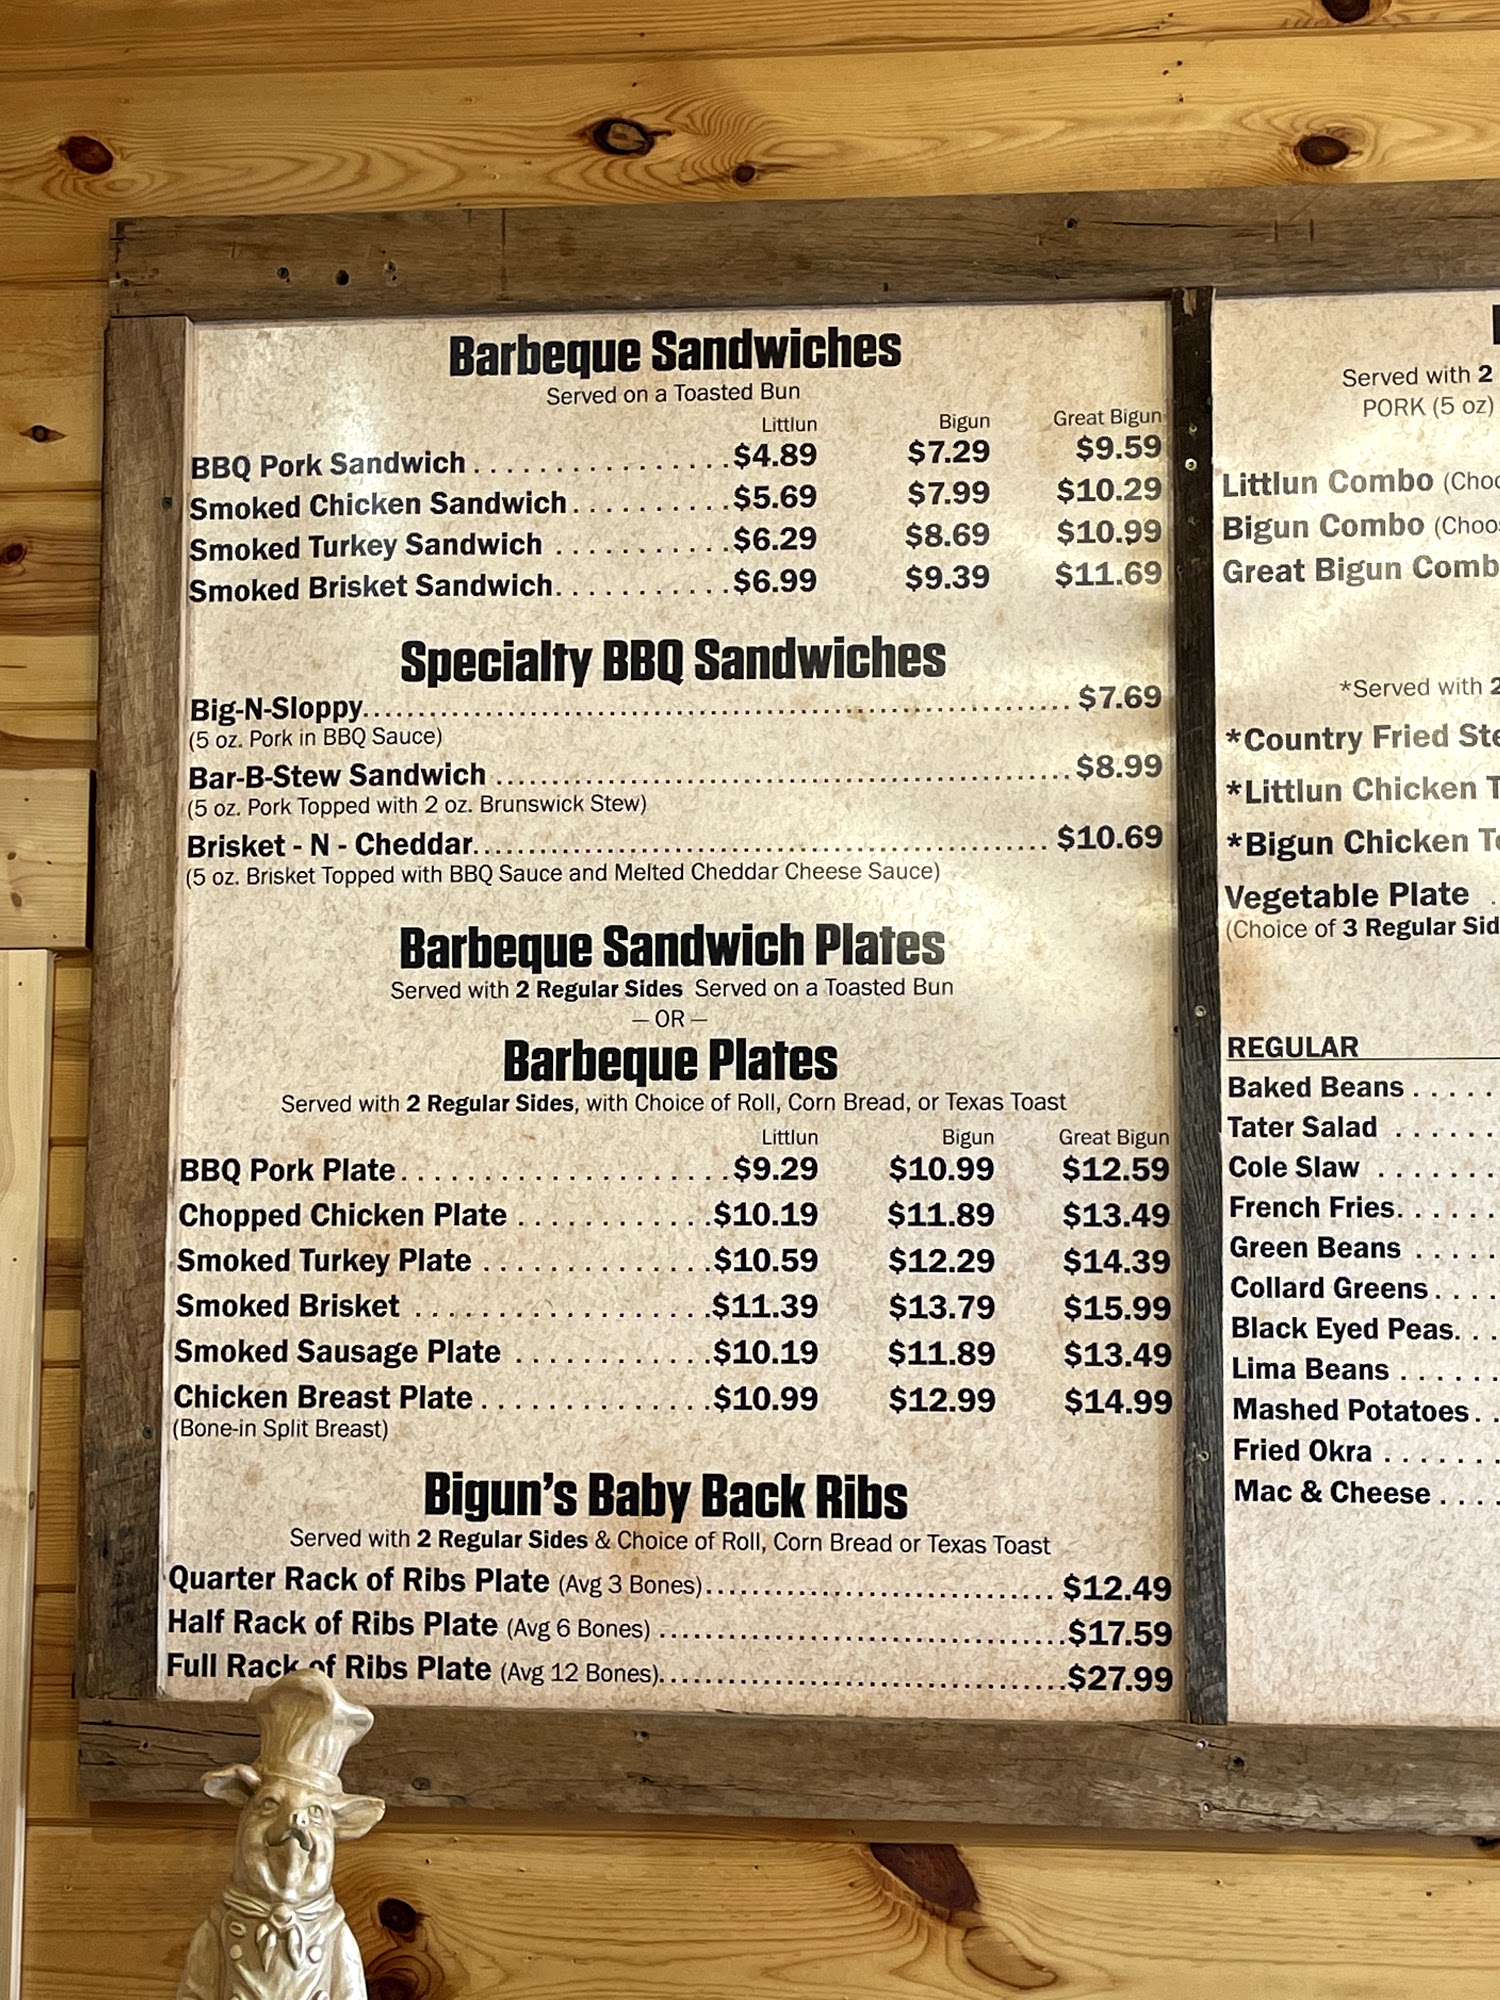 Barbeque Sandwiches
Served on a Toasted Bun
Littlun Bigun Great Bigun
BBQ Pork Sandwich . . . . . . . . . . . . . . . . $4.89 $7.29 $9.59
Smoked Chicken Sandwich . . . . . . . . . . $5.69 $7.99 $10.29
Smoked Turkey Sandwich . . . . . . . . . . . $6.29 $8.69 $10.99
Smoked Brisket Sandwich. . . . . . . . . . . $6.99 $9.39 $11.69
Specialty BBQ Sandwiches
Big-N-Sloppy.................................................................. $7.69
(5 oz. Pork in BBQ Sauce)
Bar-B-Stew Sandwich ..................................................... $8.99
(5 oz. Pork Topped with 2 oz. Brunswick Stew)
Brisket - N - Cheddar..................................................... $10.69
(5 oz. Brisket Topped with BBQ Sauce and Melted Cheddar Cheese Sauce)
Barbeque Sandwich Plates
Served with 2 Regular Sides Served on a Toasted Bun
— OR —
Barbeque Plates
Served with 2 Regular Sides, with Choice of Roll, Corn Bread, or Texas Toast
Littlun Bigun Great Bigun
BBQ Pork Plate. . . . . . . . . . . . . . . . . . . . $9.29 $10.99 $12.59
Chopped Chicken Plate . . . . . . . . . . . . $10.19 $11.89 $13.49
Smoked Turkey Plate . . . . . . . . . . . . . . $10.59 $12.29 $14.39
Smoked Brisket . . . . . . . . . . . . . . . . . . $11.39 $13.79 $15.99
Smoked Sausage Plate . . . . . . . . . . . . $10.19 $11.89 $13.49
Chicken Breast Plate . . . . . . . . . . . . . . $10.99 $12.99 $14.99
(Bone-in Split Breast)
Bigun's Baby Back Ribs
Served with 2 Regular Sides & Choice of Roll, Corn Bread or Texas Toast
Quarter Rack of Ribs Plate (Avg 3 Bones)................................ $12.49
Half Rack of Ribs Plate (Avg 6 Bones) .....................................$17.59
Full Rack of Ribs Plate (Avg 12 Bones).....................................$27.99
Served with 2
PORK (5 oz)
Littlun Combo
Bigun Combo
Great Bigun
*Served with 2
*Country Fried
*Littlun Chicken
*Bigun Chicken
Vegetable Plate .
(Choice of 3 Regular
REGULAR
Baked Beans . . . . .
Tater Salad . . . . . .
Cole Slaw . . . . . . .
French Fries. . . . . .
Green Beans . . . . .
Collard Greens . . . .
Black Eyed Peas. . .
Lima Beans . . . . . .
Mashed Potatoes. .
Fried Okra . . . . . . .
Mac & Cheese . . . .